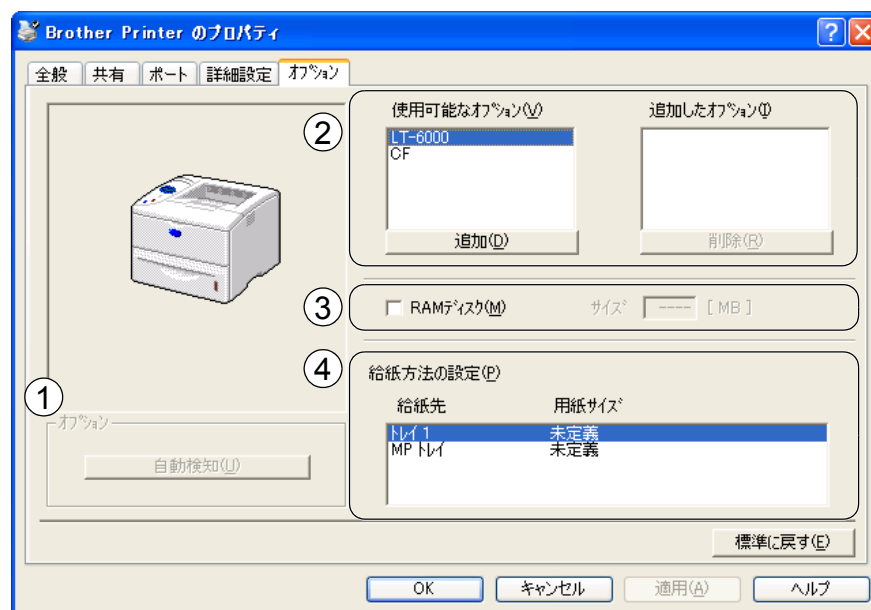 Brother Printer のプロパティ
全般 共有 ポート 詳細設定 オプション
② 使用可能なオプション(V) 追加したオプション(I)
LT-6000
CF
追加(D) 削除(R)
③ RAMディスク(M) サイズ ---- [ MB ]
④ 給紙方法の設定(P)
給紙先 用紙サイズ
トレイ 1 未定義
MP トレイ 未定義
①
オプション
自動検知(U)
標準に戻す(E)
OK キャンセル 適用(A) ヘルプ